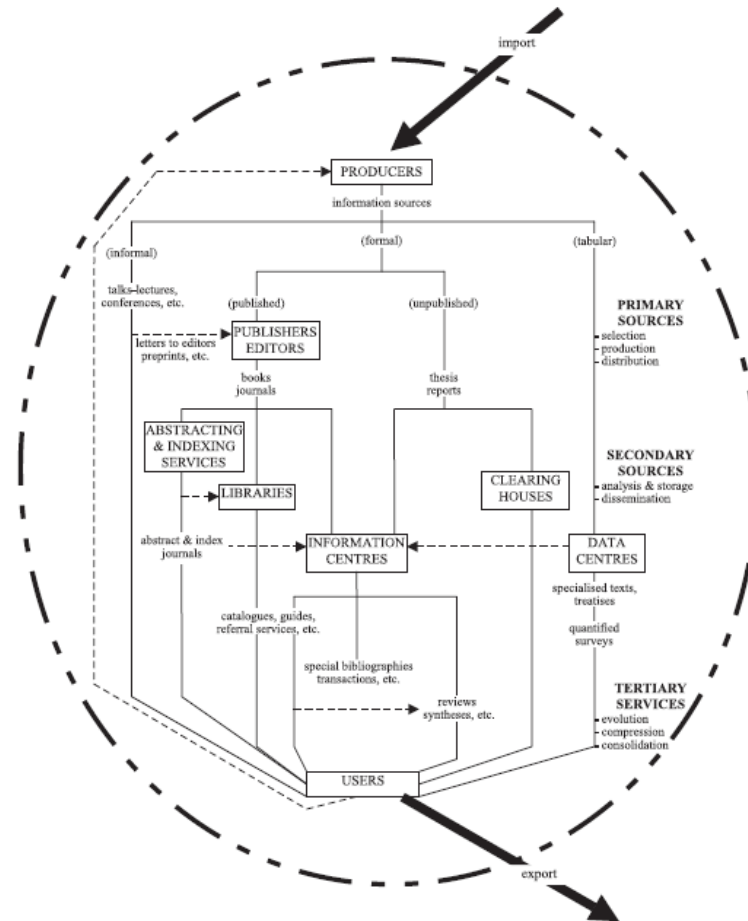 import
PRODUCERS
information sources
(informal)
(formal)
(tabular)
talks lectures,
conferences, etc.
(published)
(unpublished)
PRIMARY
SOURCES
selection
production
distribution
letters to editors
preprints, etc.
PUBLISHERS
EDITORS
books
journals
thesis
reports
ABSTRACTING
& INDEXING
SERVICES
LIBRARIES
CLEARING
HOUSES
SECONDARY
SOURCES
analysis & storage
dissemination
abstract & index
journals
INFORMATION
CENTRES
DATA
CENTRES
specialised texts,
treatises
catalogues, guides,
referral services, etc.
quantified
surveys
special bibliographies
transactions, etc.
reviews
syntheses, etc.
TERTIARY
SERVICES
evolution
compression
consolidation
USERS
export